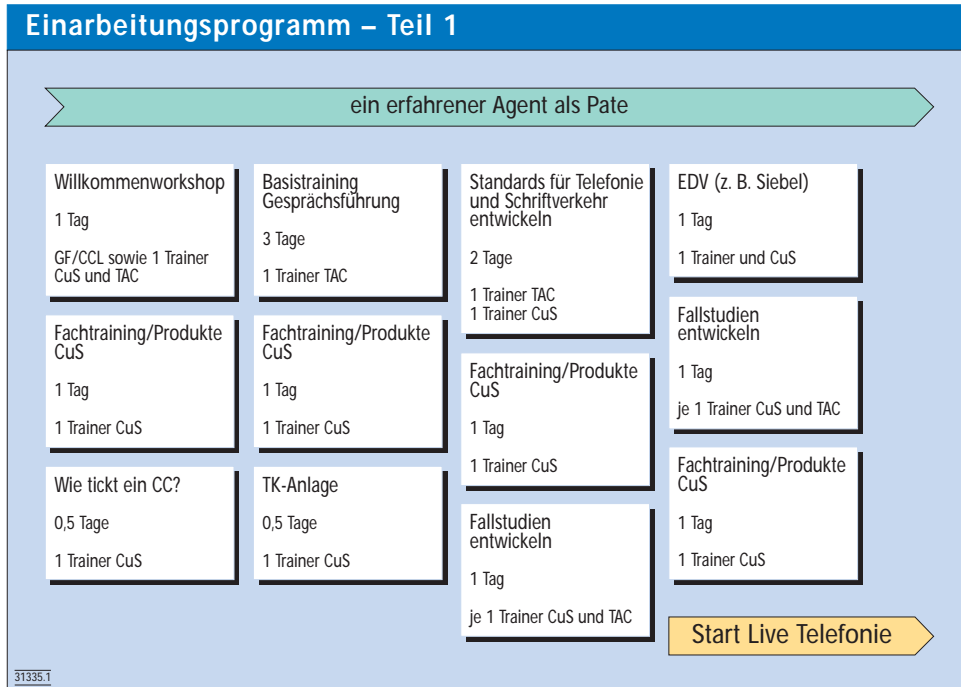 Einarbeitungsprogramm – Teil 1
ein erfahrener Agent als Pate
Willkommenworkshop
1 Tag
GF/CCL sowie 1 Trainer
CuS und TAC
Fachtraining/Produkte
CuS
1 Tag
1 Trainer CuS
Wie tickt ein CC?
0,5 Tage
1 Trainer CuS
Basistraining
Gesprächsführung
3 Tage
1 Trainer TAC
Fachtraining/Produkte
CuS
1 Tag
1 Trainer CuS
TK-Anlage
0,5 Tage
1 Trainer CuS
Standards für Telefonie
und Schriftverkehr
entwickeln
2 Tage
1 Trainer TAC
1 Trainer CuS
Fachtraining/Produkte
CuS
1 Tag
1 Trainer CuS
Fallstudien
entwickeln
1 Tag
je 1 Trainer CuS und TAC
EDV (z. B. Siebel)
1 Tag
1 Trainer und CuS
Fallstudien
entwickeln
1 Tag
je 1 Trainer CuS und TAC
Fachtraining/Produkte
CuS
1 Tag
1 Trainer CuS
Start Live Telefonie
31335.1